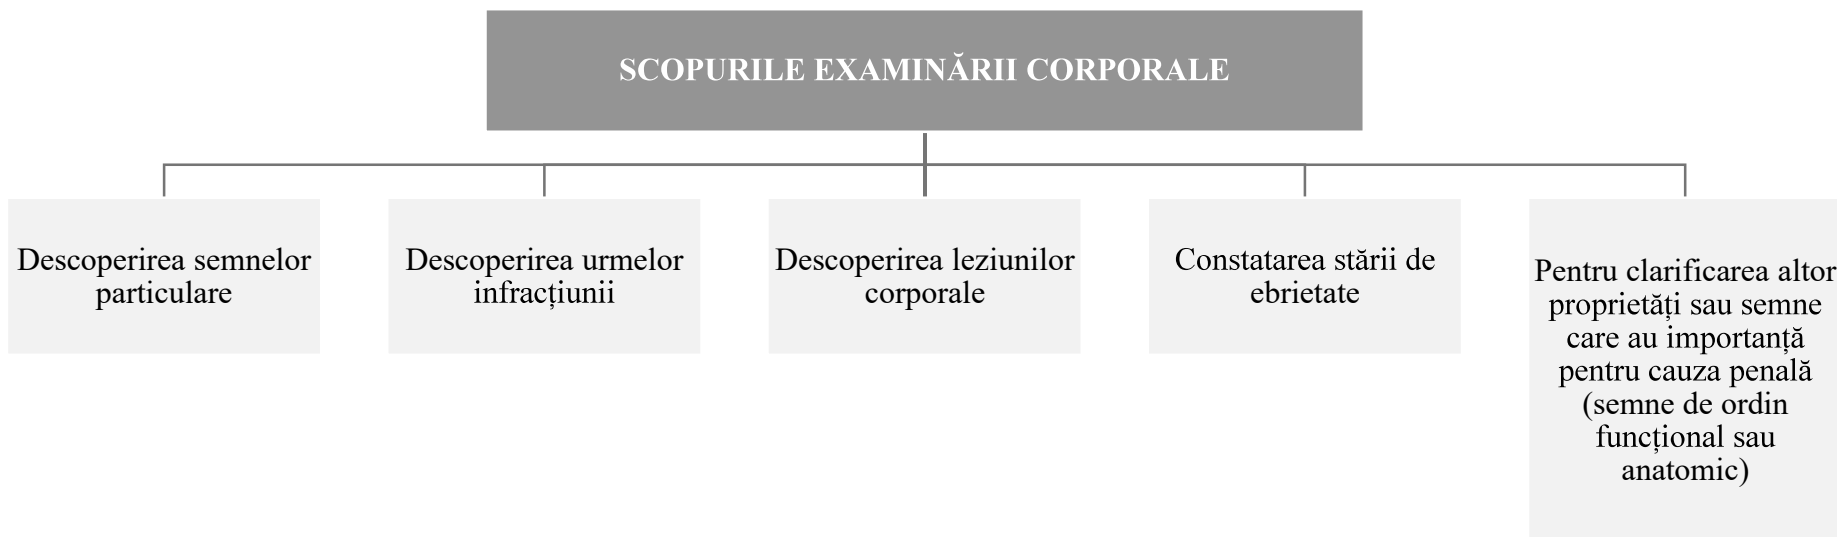 SCOPURILE EXAMINĂRII CORPORALE
Descoperirea semnelor
particulare
Descoperirea urmelor
infracțiunii
Descoperirea leziunilor
corporale
Constatarea stării de
ebrietate
Pentru clarificarea altor
proprietăți sau semne
care au importanță
pentru cauza penală
(semne de ordin
funcțional sau
anatomic)